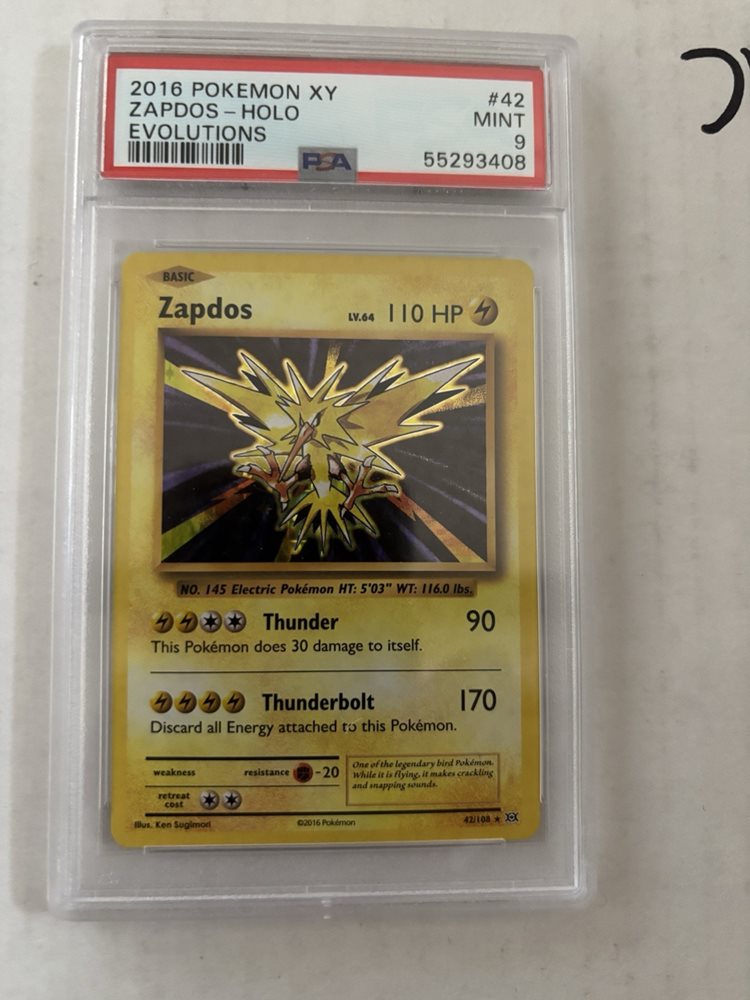 2016 POKEMON XY #42
ZAPDOS - HOLO MINT
EVOLUTIONS 9
PSA 55293408
BASIC
Zapdos LV.64 110 HP
NO. 145 Electric Pokémon HT: 5'03" WT: 116.0 lbs.
Thunder 90
This Pokémon does 30 damage to itself.
Thunderbolt 170
Discard all Energy attached to this Pokémon.
weakness resistance -20
retreat
cost
One of the legendary bird Pokémon.
While it is flying, it makes crackling
and snapping sounds.
Illus. Ken Sugimori ©2016 Pokémon 42/108 ★